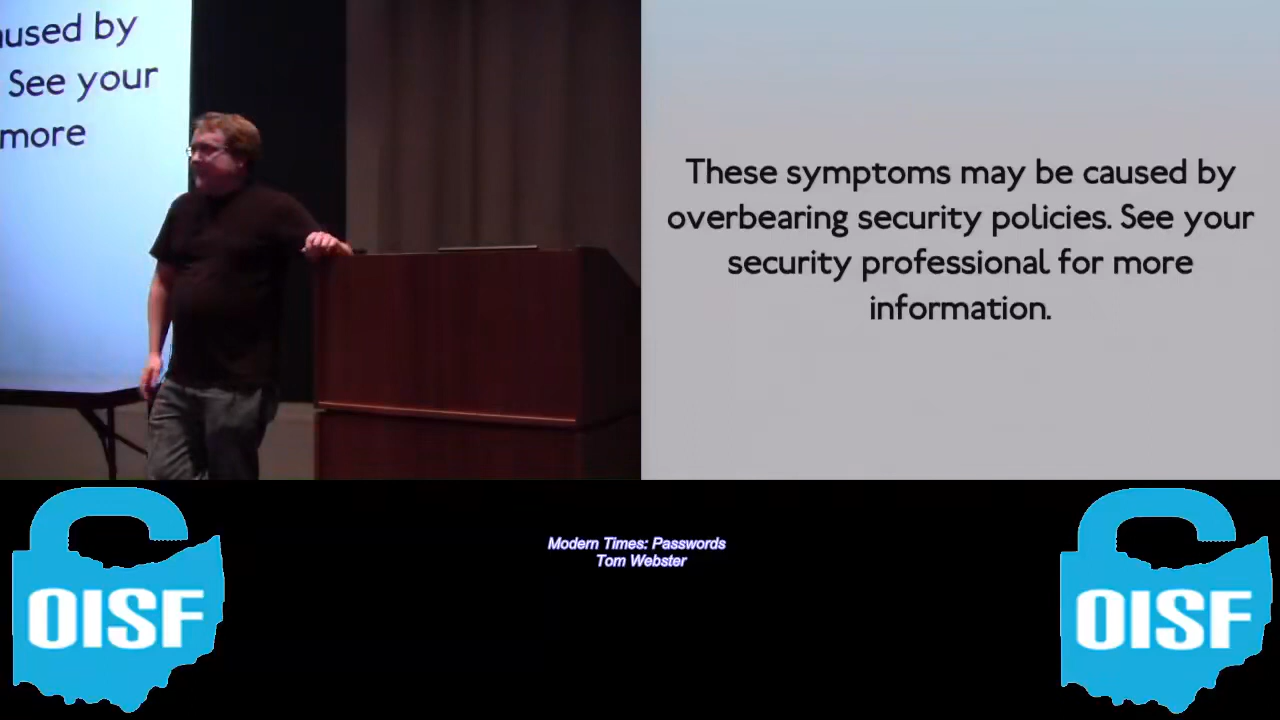 aused by
See your
more
These symptoms may be caused by
overbearing security policies. See your
security professional for more
information.
Modern Times: Passwords
Tom Webster
OISF
OISF